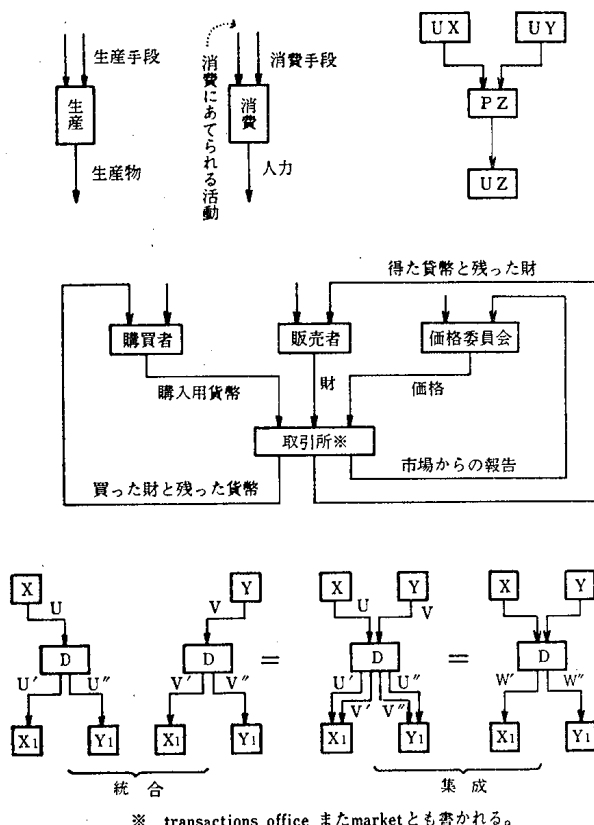 生産手段
生産
生産物
消費にあてられる活動
消費手段
消費
人力
UX
UY
PZ
UZ
得た貨幣と残った財
購買者
販売者
価格委員会
購入用貨幣
財
価格
取引所※
市場からの報告
買った財と残った貨幣
X
U
D
U′
U″
X1
Y1
Y
V
D
V′
V″
X1
Y1
=
X
Y
U
V
D
U′
U″
V′
V″
X1
Y1
=
X
Y
D
W′
W″
X1
Y1
統合
集成
※ transactions office またmarketとも書かれる。